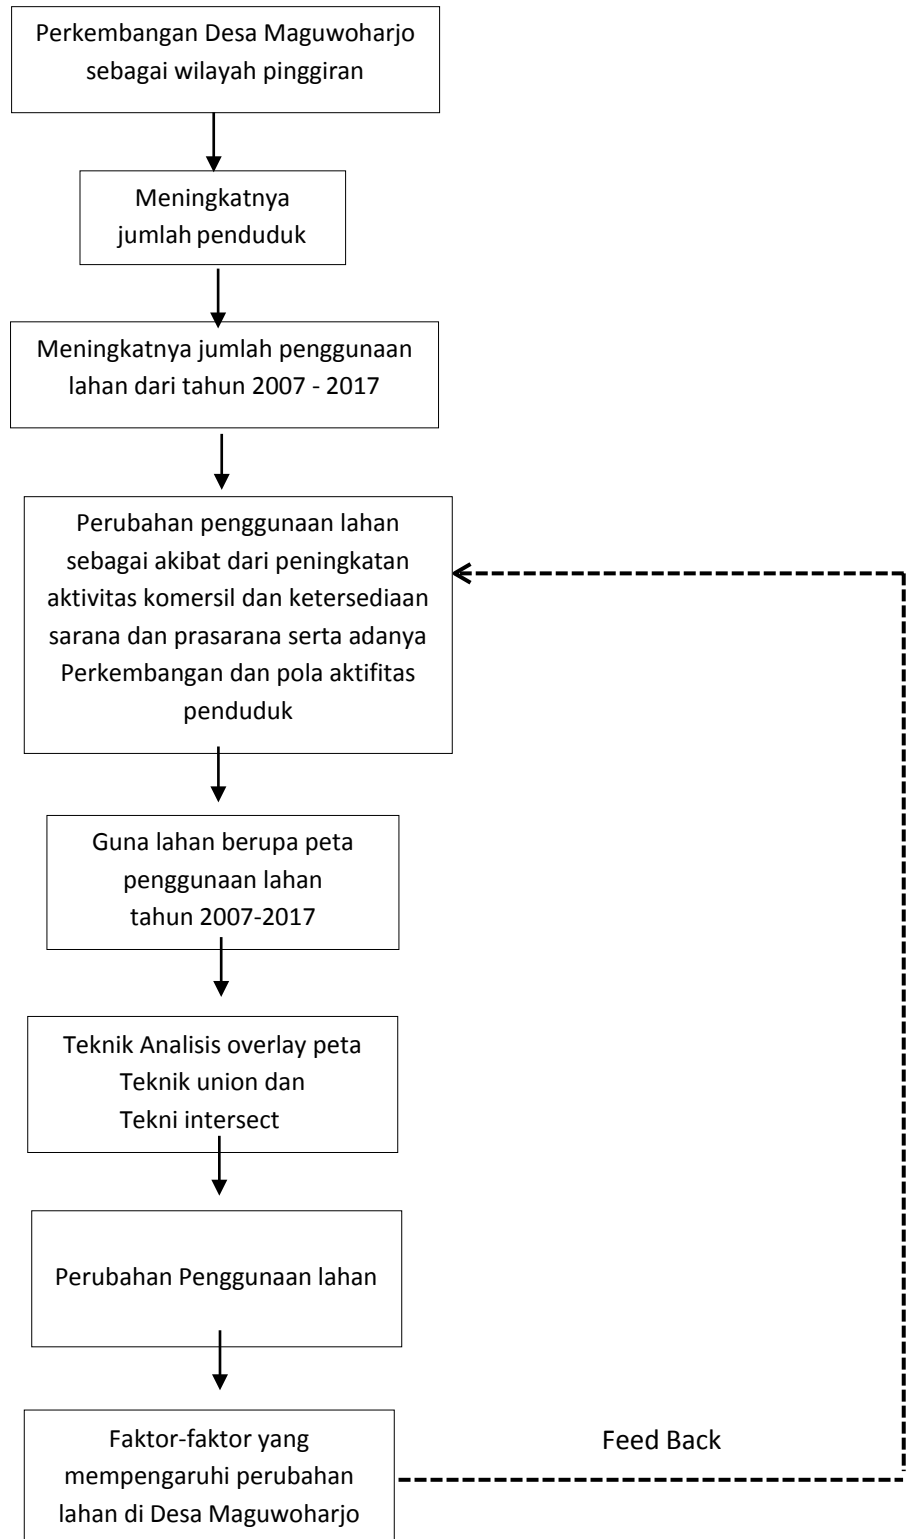 Perkembangan Desa Maguwoharjo
sebagai wilayah pinggiran
Meningkatnya
jumlah penduduk
Meningkatnya jumlah penggunaan
lahan dari tahun 2007 - 2017
Perubahan penggunaan lahan
sebagai akibat dari peningkatan
aktivitas komersil dan ketersediaan
sarana dan prasarana serta adanya
Perkembangan dan pola aktifitas
penduduk
Guna lahan berupa peta
penggunaan lahan
tahun 2007-2017
Teknik Analisis overlay peta
Teknik union dan
Tekni intersect
Perubahan Penggunaan lahan
Faktor-faktor yang
mempengaruhi perubahan
lahan di Desa Maguwoharjo
Feed Back